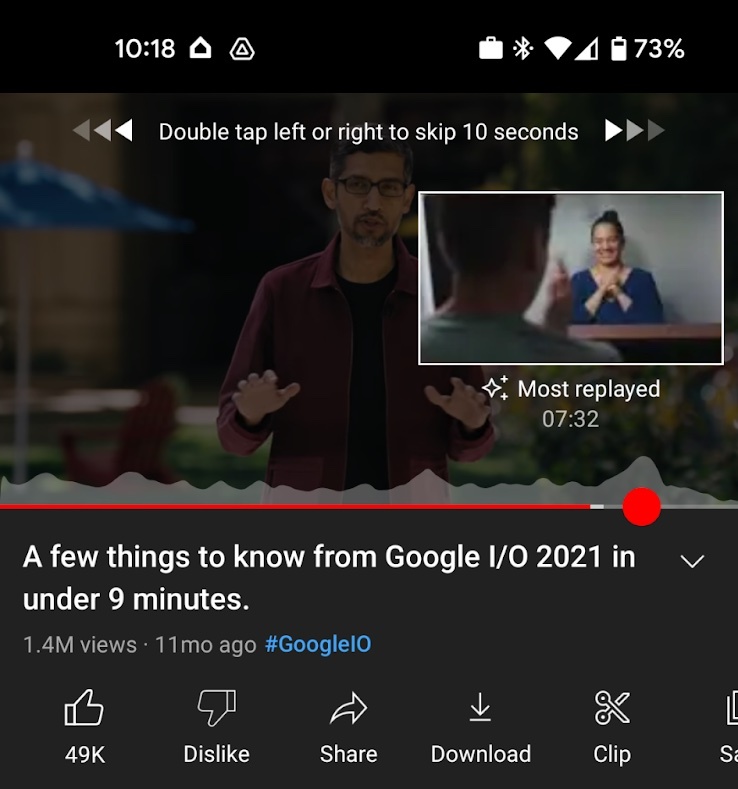 10:18
73%
Double tap left or right to skip 10 seconds
Most replayed
07:32
A few things to know from Google I/O 2021 in
under 9 minutes.
1.4M views · 11mo ago #GoogleIO
49K
Dislike
Share
Download
Clip